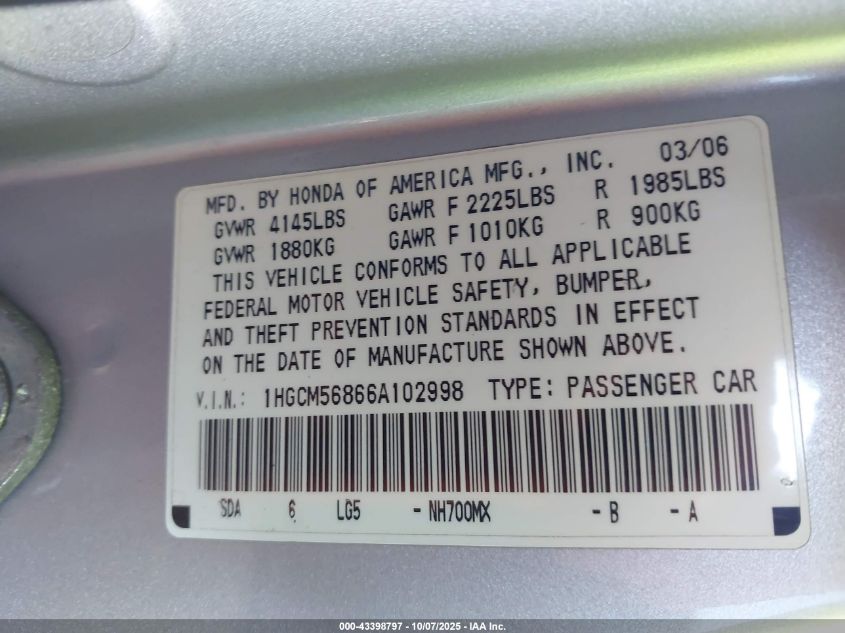 MFD. BY HONDA OF AMERICA MFG., INC. 03/06
GVWR 4145LBS GAWR F 2225LBS R 1985LBS
GVWR 1880KG GAWR F 1010KG R 900KG
THIS VEHICLE CONFORMS TO ALL APPLICABLE
FEDERAL MOTOR VEHICLE SAFETY, BUMPER,
AND THEFT PREVENTION STANDARDS IN EFFECT
ON THE DATE OF MANUFACTURE SHOWN ABOVE.
V.I.N.: 1HGCM56866A102998 TYPE: PASSENGER CAR
SDA 6 LG5 - NH700MX - B - A
000-43398797 - 10/07/2025 - IAA Inc.